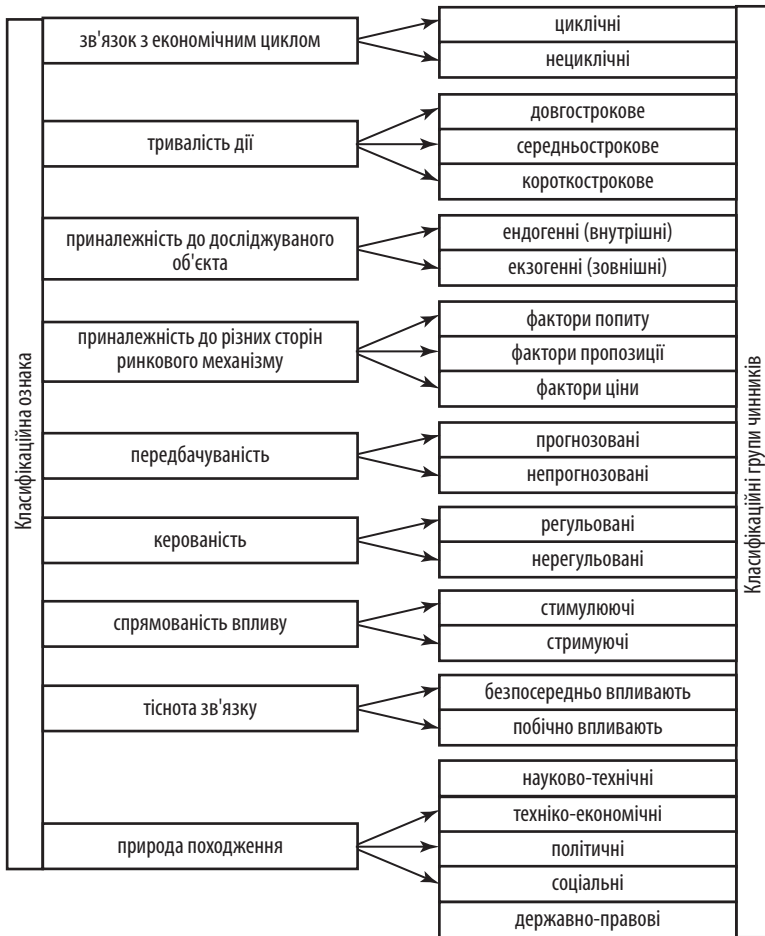 Класифікаційна ознака
зв'язок з економічним циклом
циклічні
нециклічні
тривалість дії
довгострокове
середньострокове
короткострокове
приналежність до досліджуваного
об'єкта
ендогенні (внутрішні)
екзогенні (зовнішні)
приналежність до різних сторін
ринкового механізму
фактори попиту
фактори пропозиції
фактори ціни
передбачуваність
прогнозовані
непрогнозовані
керованість
регульовані
нерегульовані
спрямованість впливу
стимулюючі
стримуючі
тіснота зв'язку
безпосередньо впливають
побічно впливають
природа походження
науково-технічні
техніко-економічні
політичні
соціальні
державно-правові
Класифікаційні групи чинників